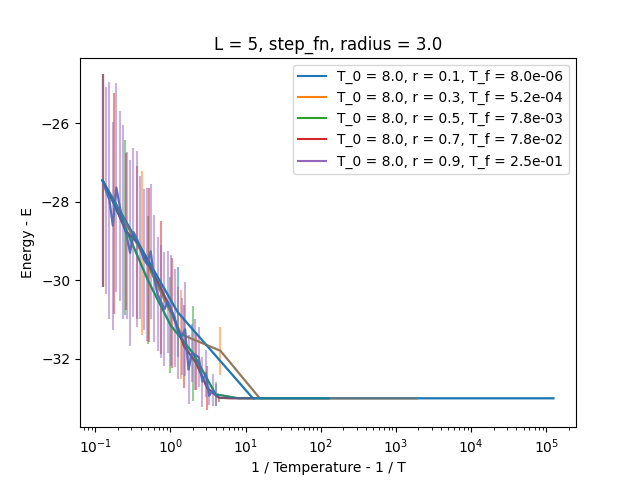 L = 5, step_fn, radius = 3.0
T_0 = 8.0, r = 0.1, T_f = 8.0e-06
T_0 = 8.0, r = 0.3, T_f = 5.2e-04
T_0 = 8.0, r = 0.5, T_f = 7.8e-03
T_0 = 8.0, r = 0.7, T_f = 7.8e-02
T_0 = 8.0, r = 0.9, T_f = 2.5e-01
Energy - E
−26
−28
−30
−32
10⁻¹ 10⁰ 10¹ 10² 10³ 10⁴ 10⁵
1 / Temperature - 1 / T